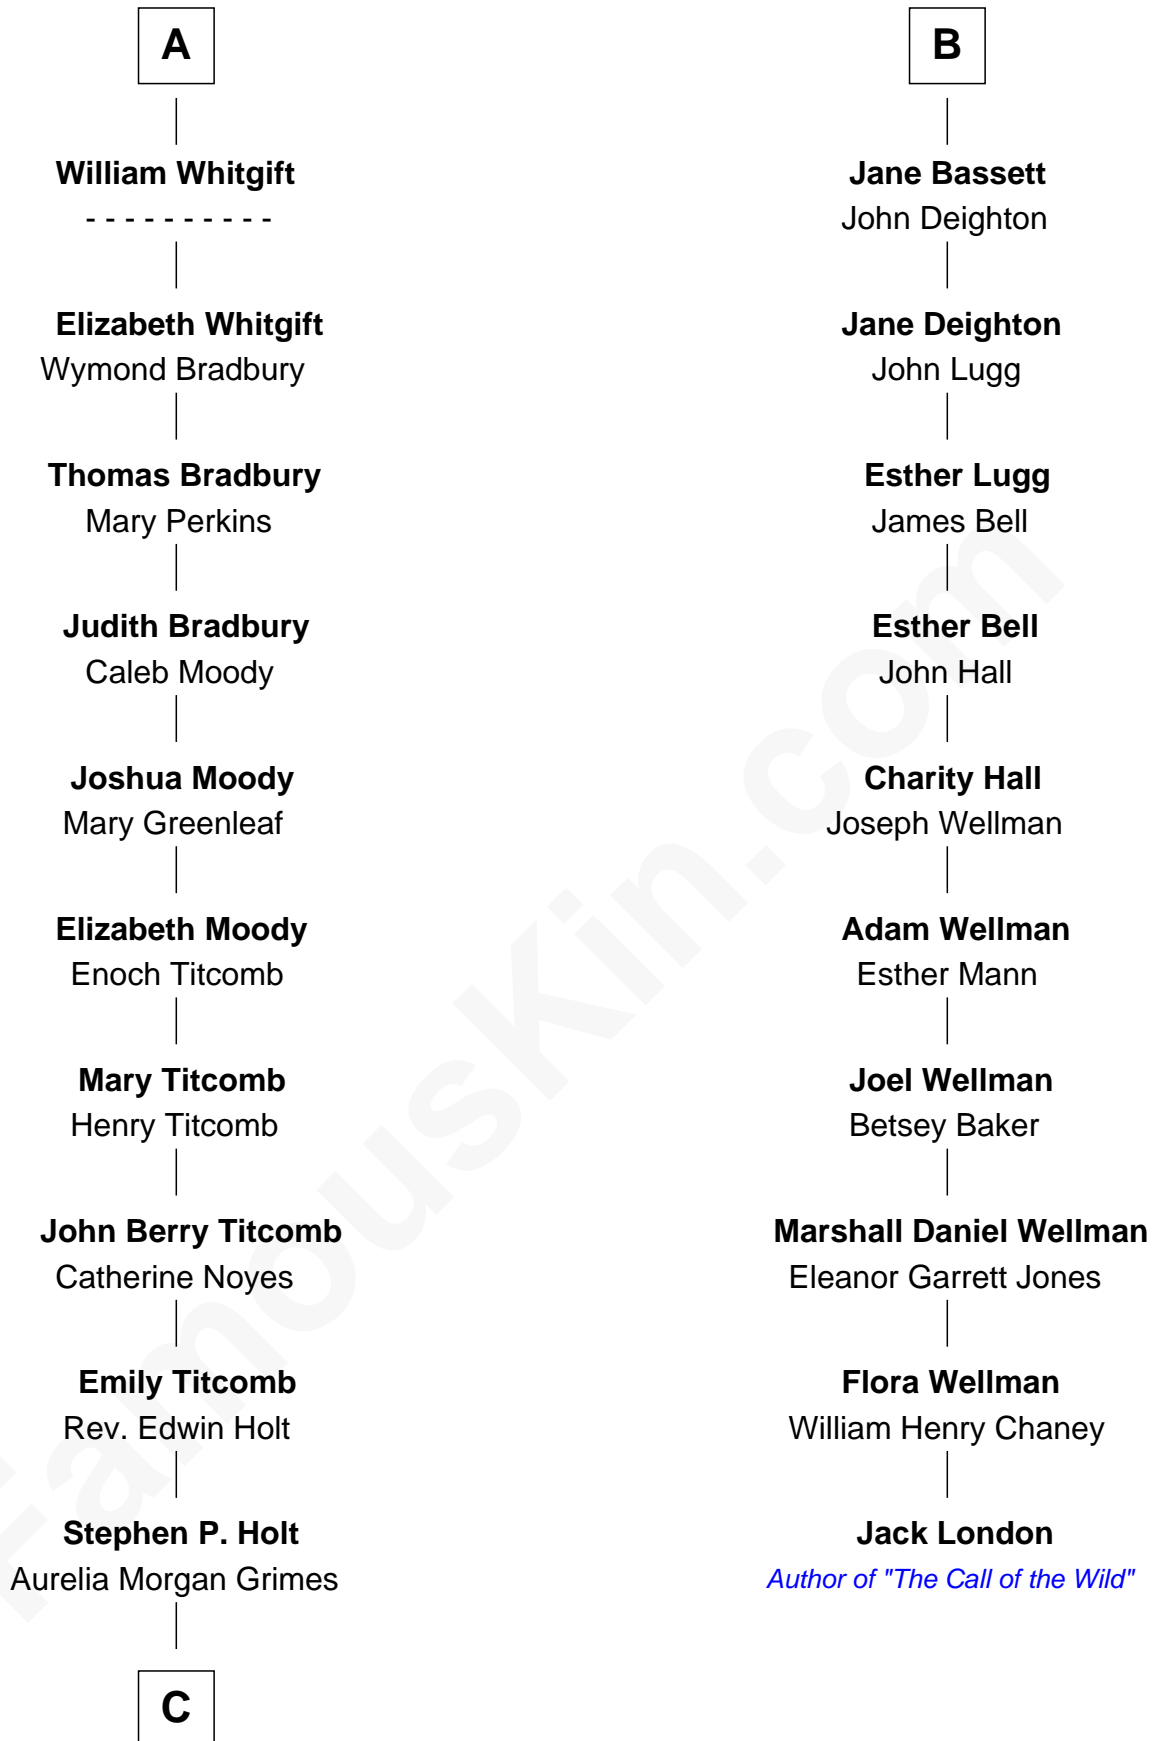 A
William Whitgift
- - - - - - - - - -
Elizabeth Whitgift
Wymond Bradbury
Thomas Bradbury
Mary Perkins
Judith Bradbury
Caleb Moody
Joshua Moody
Mary Greenleaf
Elizabeth Moody
Enoch Titcomb
Mary Titcomb
Henry Titcomb
John Berry Titcomb
Catherine Noyes
Emily Titcomb
Rev. Edwin Holt
Stephen P. Holt
Aurelia Morgan Grimes
C
B
Jane Bassett
John Deighton
Jane Deighton
John Lugg
Esther Lugg
James Bell
Esther Bell
John Hall
Charity Hall
Joseph Wellman
Adam Wellman
Esther Mann
Joel Wellman
Betsey Baker
Marshall Daniel Wellman
Eleanor Garrett Jones
Flora Wellman
William Henry Chaney
Jack London
Author of "The Call of the Wild"
FamousKin.com